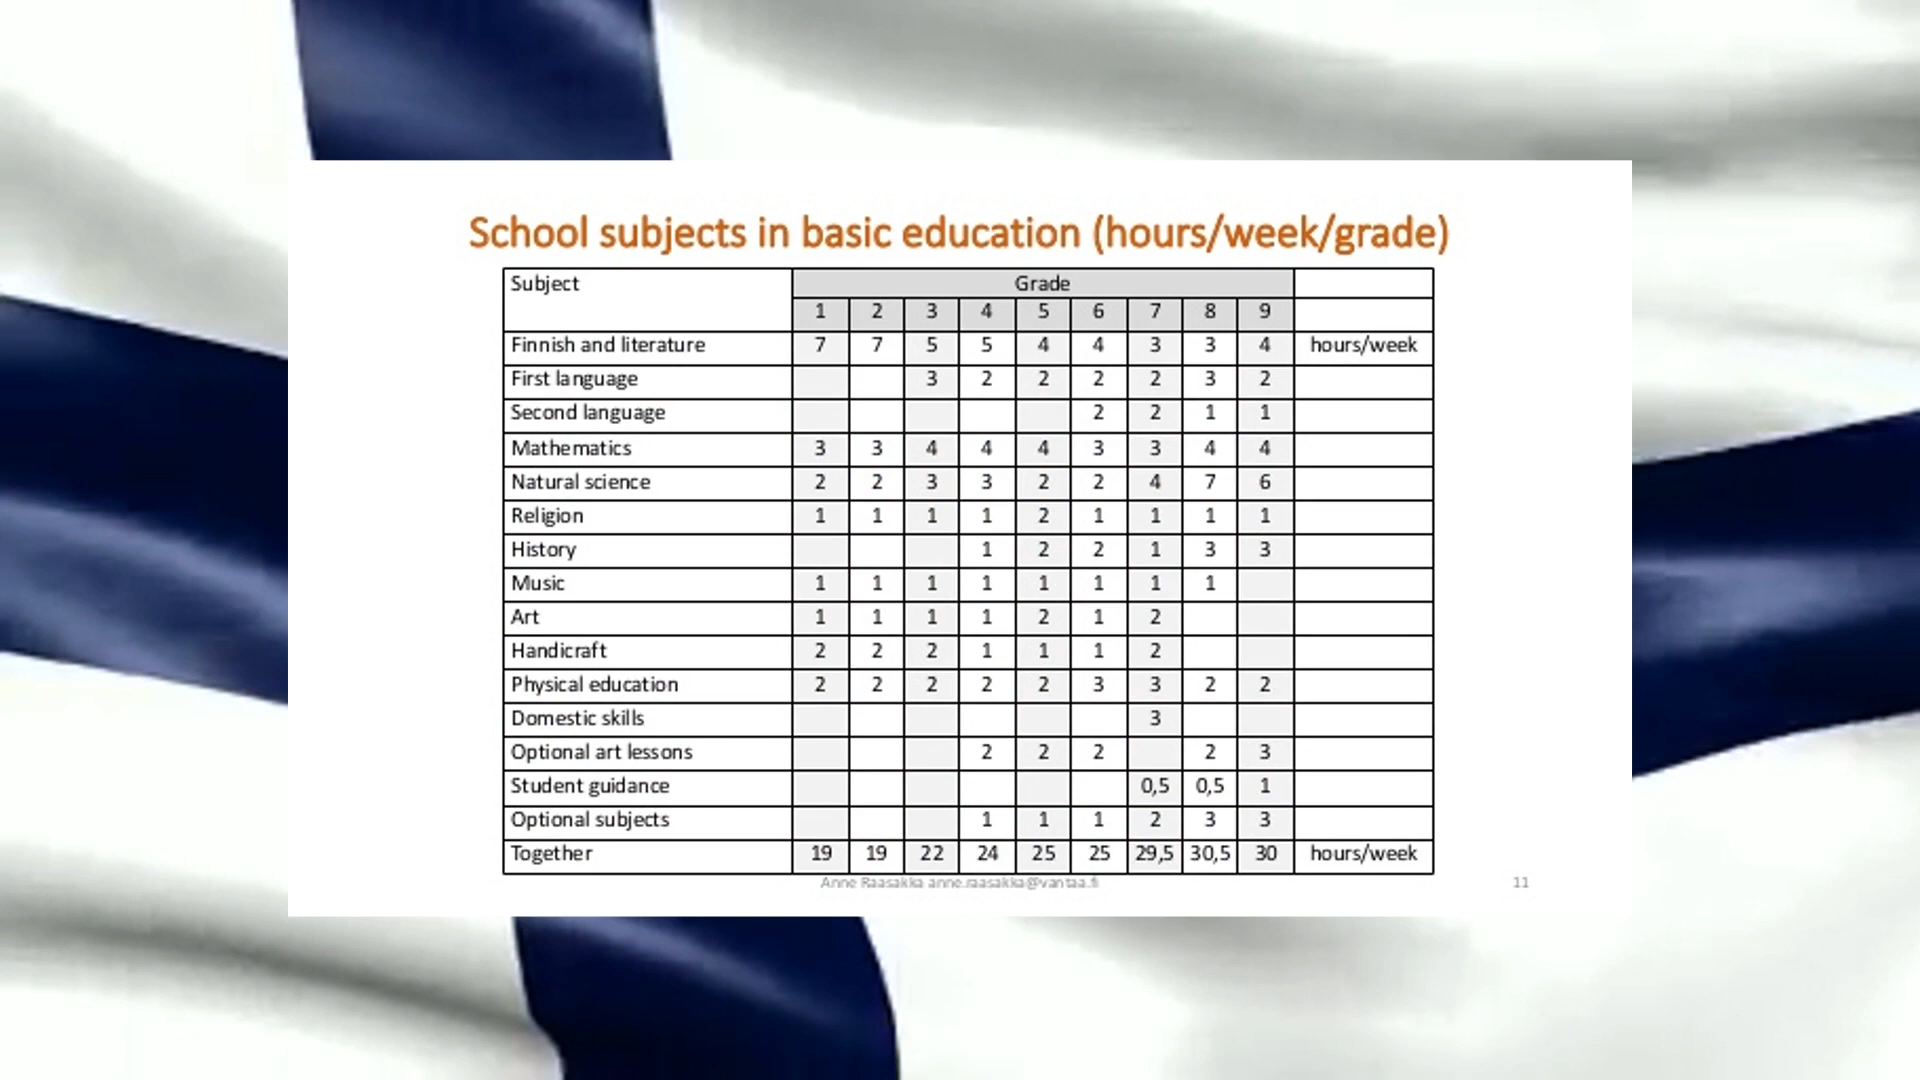 School subjects in basic education (hours/week/grade)
Subject Grade
1 2 3 4 5 6 7 8 9
Finnish and literature 7 7 5 5 4 4 3 3 4 hours/week
First language 3 2 2 2 2 3 2
Second language 2 2 1 1
Mathematics 3 3 4 4 4 3 3 4 4
Natural science 2 2 3 3 2 2 4 7 6
Religion 1 1 1 1 2 1 1 1 1
History 1 2 2 1 3 3
Music 1 1 1 1 1 1 1 1
Art 1 1 1 1 2 1 2
Handicraft 2 2 2 1 1 1 2
Physical education 2 2 2 2 2 3 3 2 2
Domestic skills 3
Optional art lessons 2 2 2 2 3
Student guidance 0,5 0,5 1
Optional subjects 1 1 1 2 3 3
Together 19 19 22 24 25 25 29,5 30,5 30 hours/week
Anne Raasakka anne.raasakka@vantaa.fi 11